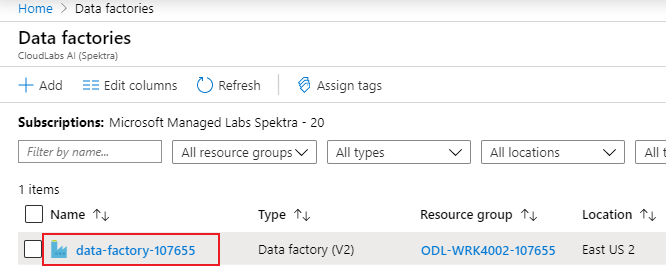 Home > Data factories
Data factories
CloudLabs AI (Spektra)
Add Edit columns Refresh Assign tags
Subscriptions: Microsoft Managed Labs Spektra - 20
Filter by name... All resource groups All types All locations All
1 items
Name Type Resource group Location
data-factory-107655 Data factory (V2) ODL-WRK4002-107655 East US 2